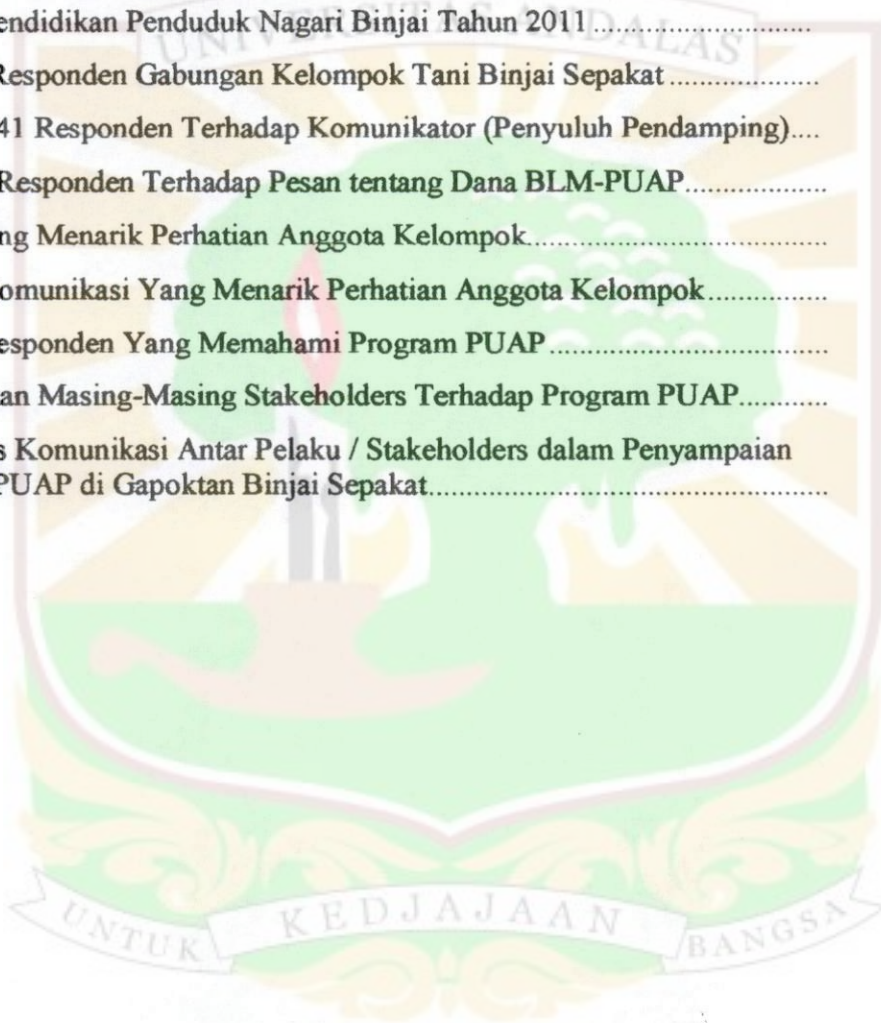 UNIVERSITAS ANDALAS
endidikan Penduduk Nagari Binjai Tahun 2011............................
Responden Gabungan Kelompok Tani Binjai Sepakat....................
41 Responden Terhadap Komunikator (Penyuluh Pendamping)....
Responden Terhadap Pesan tentang Dana BLM-PUAP...................
ng Menarik Perhatian Anggota Kelompok.......................................
omunikasi Yang Menarik Perhatian Anggota Kelompok................
esponden Yang Memahami Program PUAP....................................
an Masing-Masing Stakeholders Terhadap Program PUAP............
s Komunikasi Antar Pelaku / Stakeholders dalam Penyampaian
PUAP di Gapoktan Binjai Sepakat....................................................
UNTUK KEDJAJAAN BANGSA